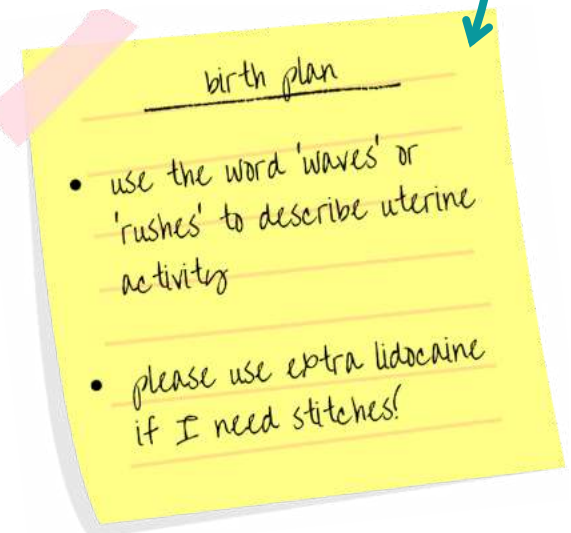 birth plan
• use the word 'waves' or
'rushes' to describe uterine
activity
• please use extra lidocaine
if I need stitches!